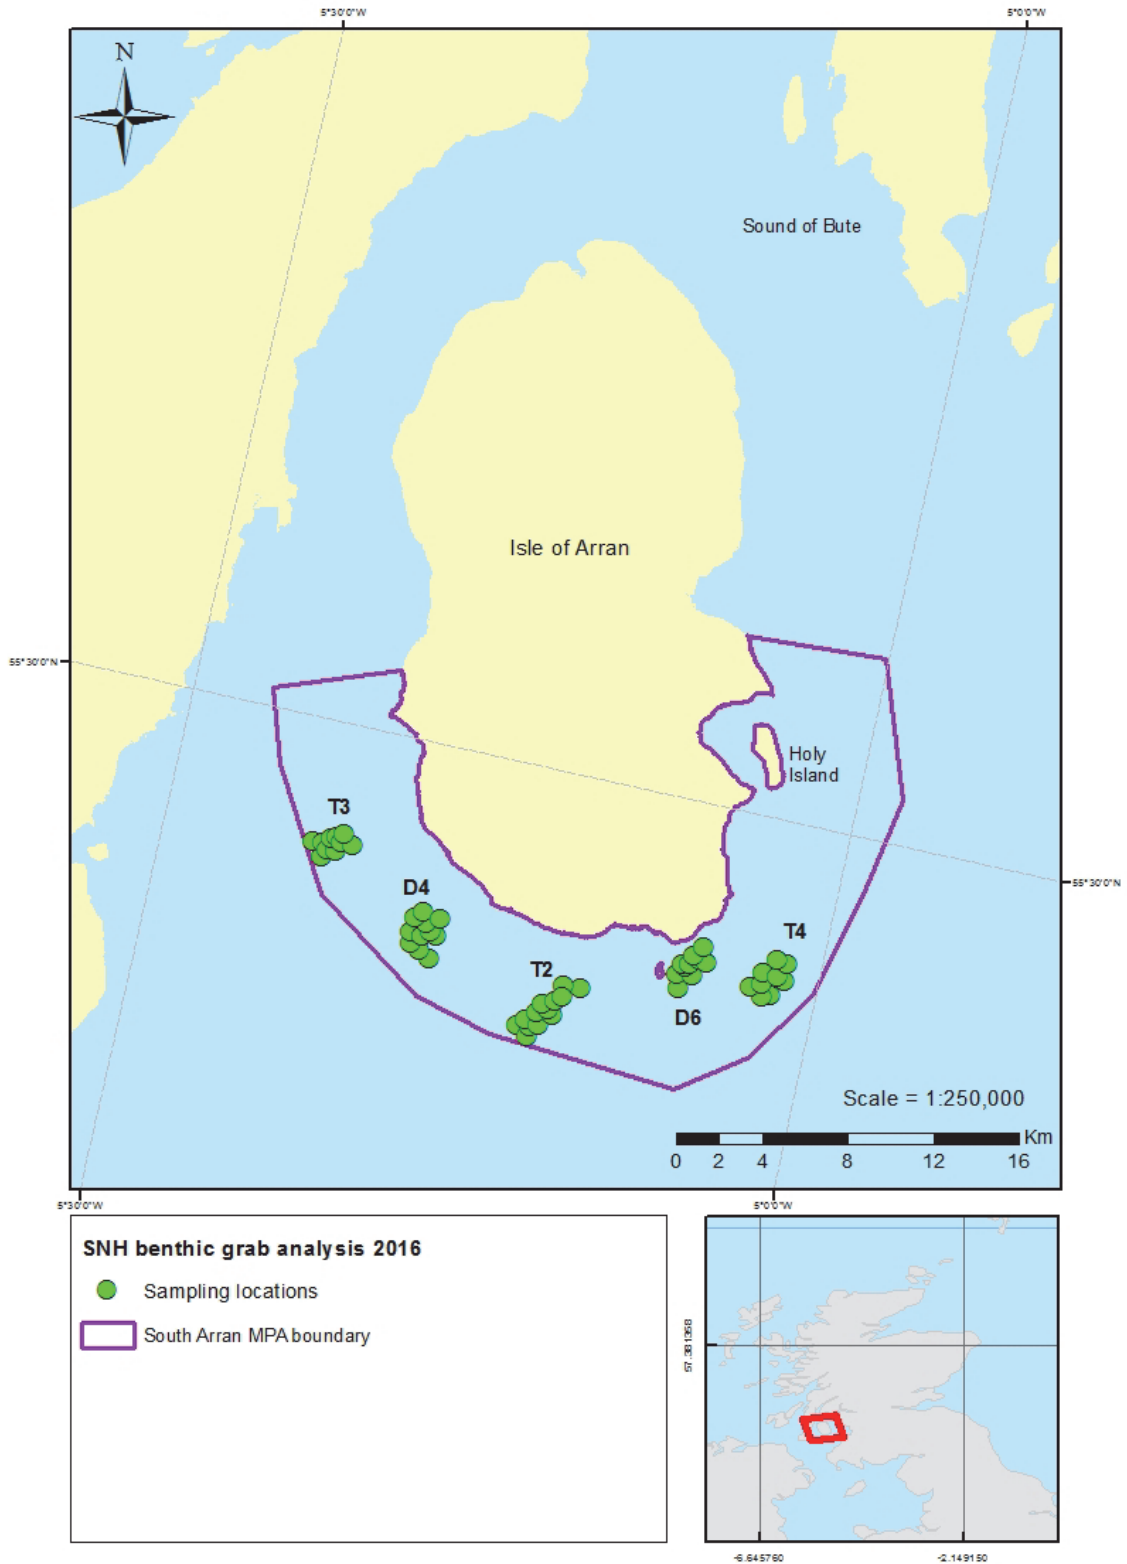 5°30'0"W
5°0'0"W
N
Sound of Bute
Isle of Arran
55°30'0"N
Holy
Island
T3
D4
55°30'0"N
T4
T2
D6
Scale = 1:250,000
Km
0 2 4 8 12 16
5°30'0"W
5°0'0"W
SNH benthic grab analysis 2016
Sampling locations
South Arran MPA boundary
57.381358
-6.645760
-2.149150